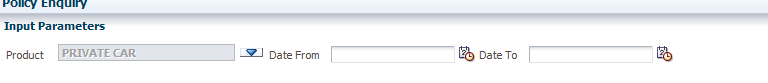 Policy Enquiry
Input Parameters
Product PRIVATE CAR Date From Date To